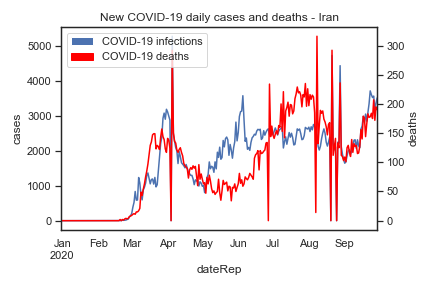 New COVID-19 daily cases and deaths - Iran
COVID-19 infections
COVID-19 deaths
5000
4000
3000
2000
1000
0
cases
300
250
200
150
100
50
0
deaths
Jan Feb Mar Apr May Jun Jul Aug Sep
2020
dateRep